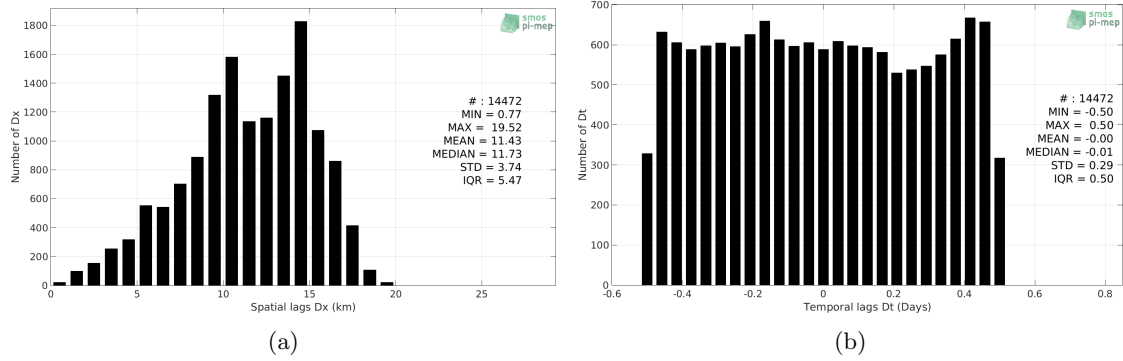 1800
1600
1400
1200
1000
800
600
400
200
0
Number of Dx
0 5 10 15 20 25
Spatial lags Dx (km)
smos
pi-mep
# : 14472
MIN = 0.77
MAX = 19.52
MEAN = 11.43
MEDIAN = 11.73
STD = 3.74
IQR = 5.47
(a)
700
600
500
400
300
200
100
0
Number of Dt
-0.6 -0.4 -0.2 0 0.2 0.4 0.6 0.8
Temporal lags Dt (Days)
smos
pi-mep
# : 14472
MIN = -0.50
MAX = 0.50
MEAN = -0.00
MEDIAN = -0.01
STD = 0.29
IQR = 0.50
(b)